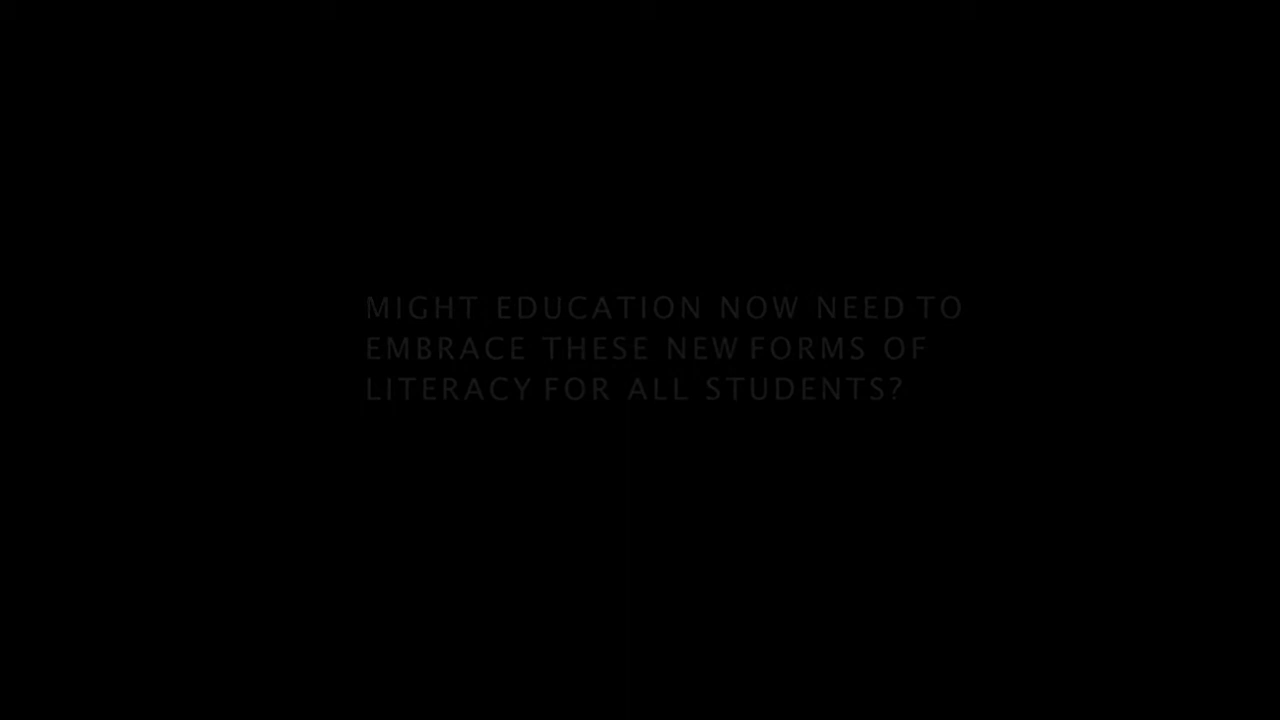 MIGHT EDUCATION NOW NEED TO
EMBRACE THESE NEW FORMS OF
LITERACY FOR ALL STUDENTS?